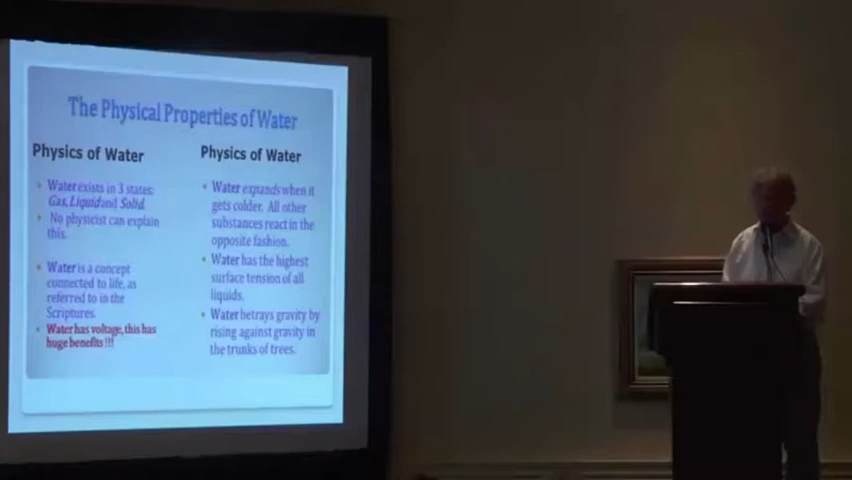 The Physical Properties of Water
Physics of Water
Water exists in 3 states:
Gas, Liquid and Solid.
No physicist can explain
this.
Water is a concept
connected to life, as
referred to in the
Scriptures.
Water has voltage, this has
huge benefits !!!
Physics of Water
Water expands when it
gets colder. All other
substances react in the
opposite fashion.
Water has the highest
surface tension of all
liquids.
Water betrays gravity by
rising against gravity in
the trunks of trees.